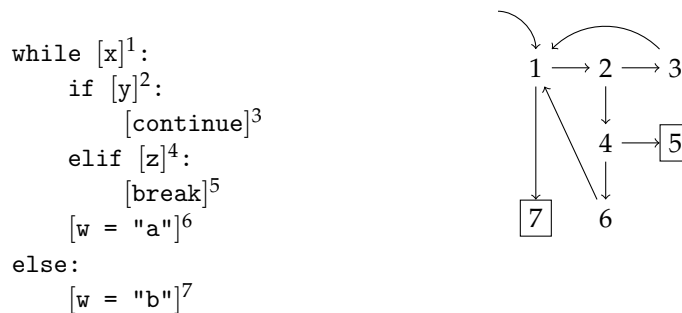 while [x]¹:
if [y]²:
[continue]³
elif [z]⁴:
[break]⁵
[w = "a"]⁶
else:
[w = "b"]⁷
1 2 3
4 5
7 6